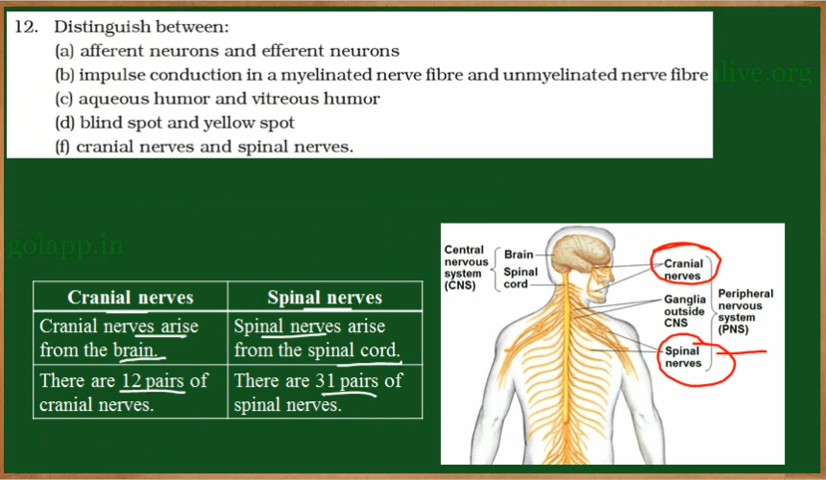 12. Distinguish between:
(a) afferent neurons and efferent neurons
(b) impulse conduction in a myelinated nerve fibre and unmyelinated nerve fibre
live.org
(c) aqueous humor and vitreous humor
(d) blind spot and yellow spot
(f) cranial nerves and spinal nerves.
golapp.in
Cranial nerves
Spinal nerves
Cranial nerves arise
from the brain.
Spinal nerves arise
from the spinal cord.
There are 12 pairs of
cranial nerves.
There are 31 pairs of
spinal nerves.
Central
nervous
system
(CNS)
Brain
Spinal
cord
Cranial
nerves
Ganglia
outside
CNS
Spinal
nerves
Peripheral
nervous
system
(PNS)